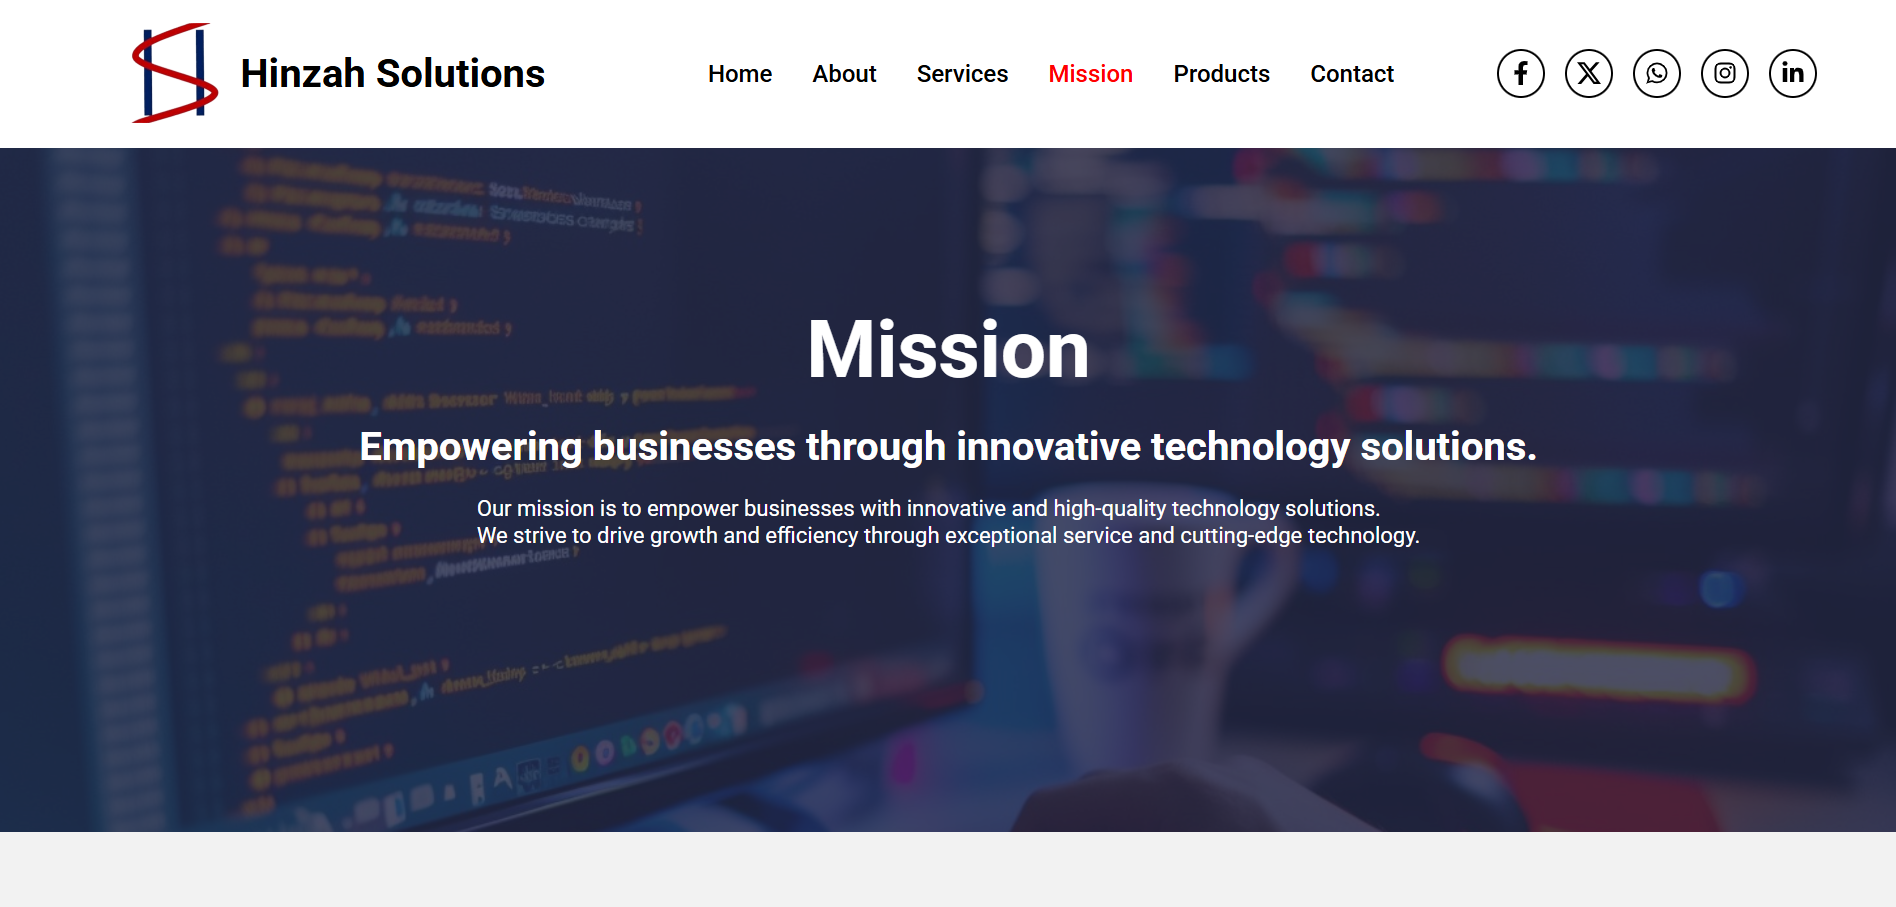 Hinzah Solutions
Home About Services Mission Products Contact
Mission
Empowering businesses through innovative technology solutions.
Our mission is to empower businesses with innovative and high-quality technology solutions.
We strive to drive growth and efficiency through exceptional service and cutting-edge technology.